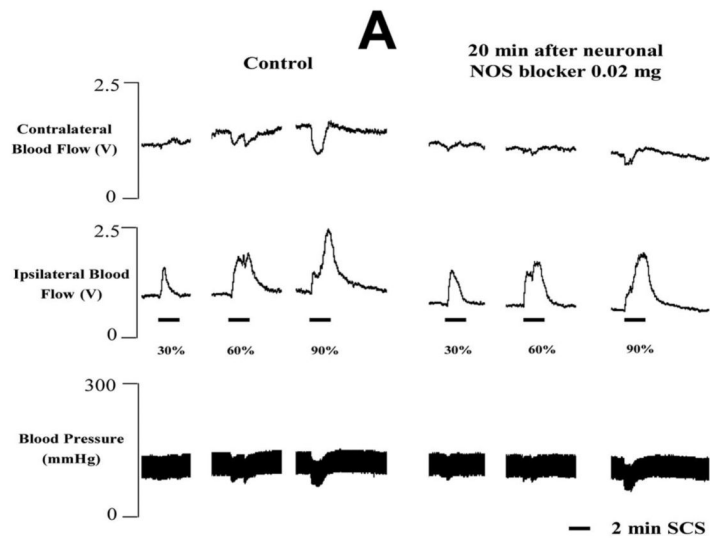 A
Control
20 min after neuronal
NOS blocker 0.02 mg
2.5
Contralateral
Blood Flow (V)
0
2.5
Ipsilateral Blood
Flow (V)
0
30%
60%
90%
30%
60%
90%
300
Blood Pressure
(mmHg)
0
2 min SCS